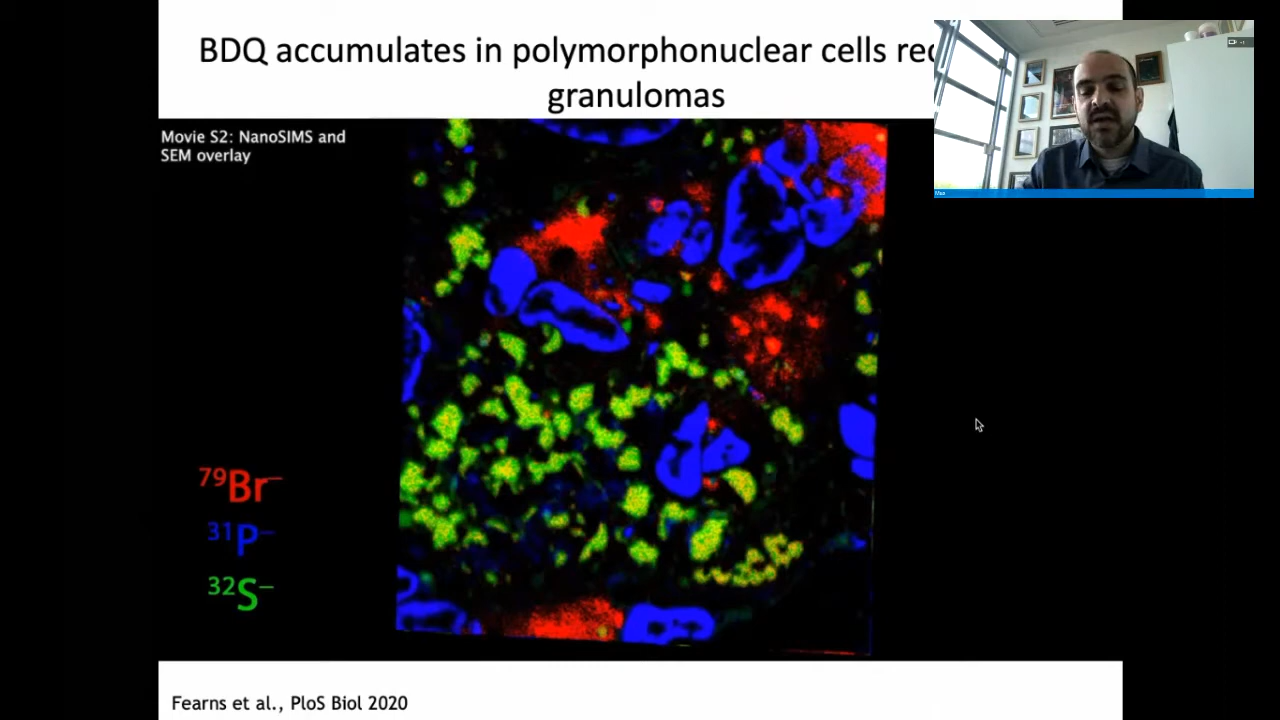 BDQ accumulates in polymorphonuclear cells
granulomas
Movie S2: NanoSIMS and
SEM overlay
⁷⁹Br⁻
³¹P⁻
³²S⁻
Fearns et al., PloS Biol 2020